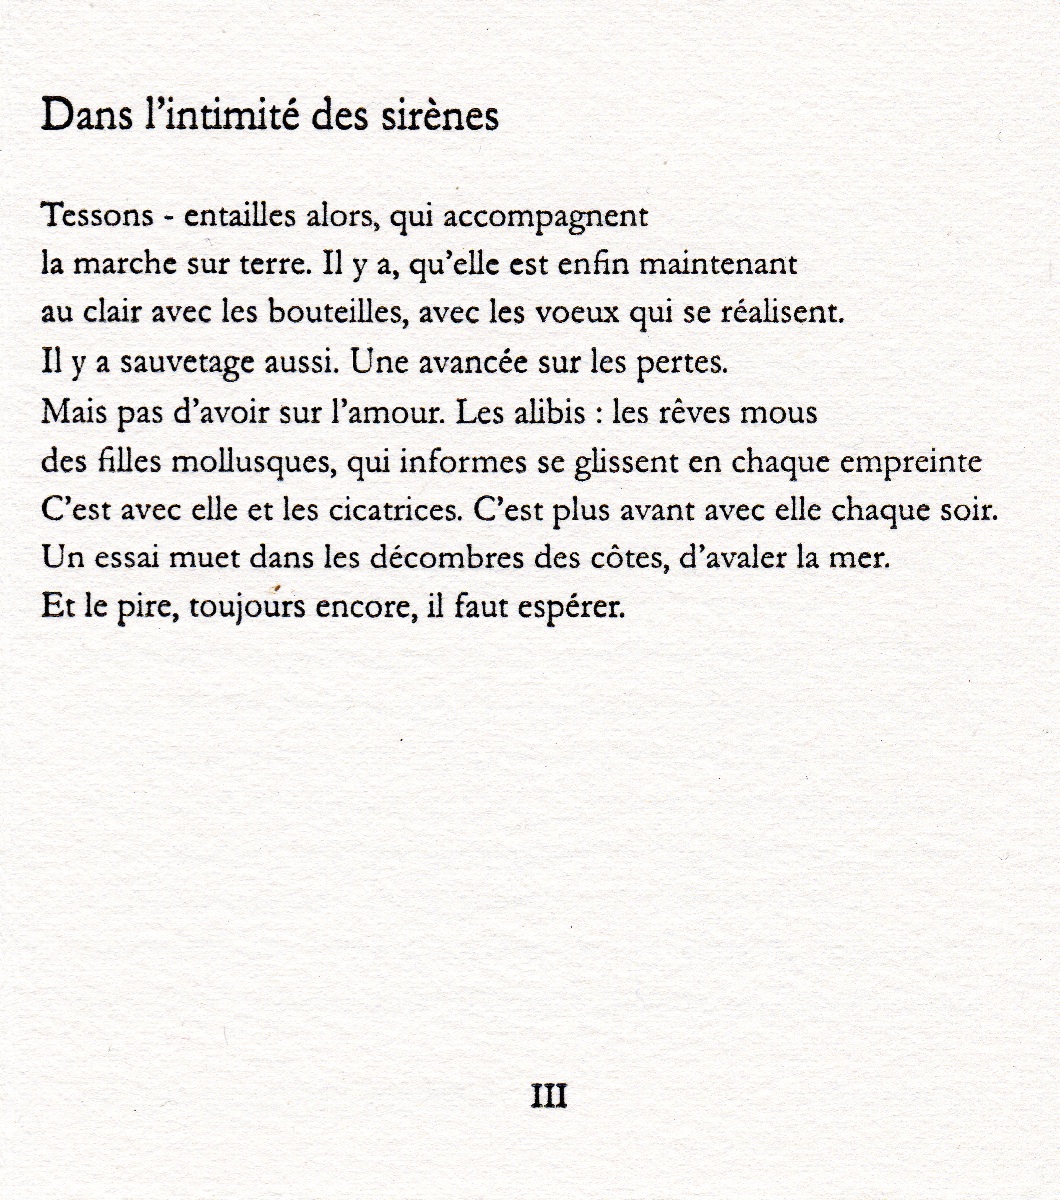 Dans l'intimité des sirènes
Tessons - entailles alors, qui accompagnent
la marche sur terre. Il y a, qu'elle est enfin maintenant
au clair avec les bouteilles, avec les voeux qui se réalisent.
Il y a sauvetage aussi. Une avancée sur les pertes.
Mais pas d'avoir sur l'amour. Les alibis : les rêves mous
des filles mollusques, qui informes se glissent en chaque empreinte
C'est avec elle et les cicatrices. C'est plus avant avec elle chaque soir.
Un essai muet dans les décombres des côtes, d'avaler la mer.
Et le pire, toujours encore, il faut espérer.
III